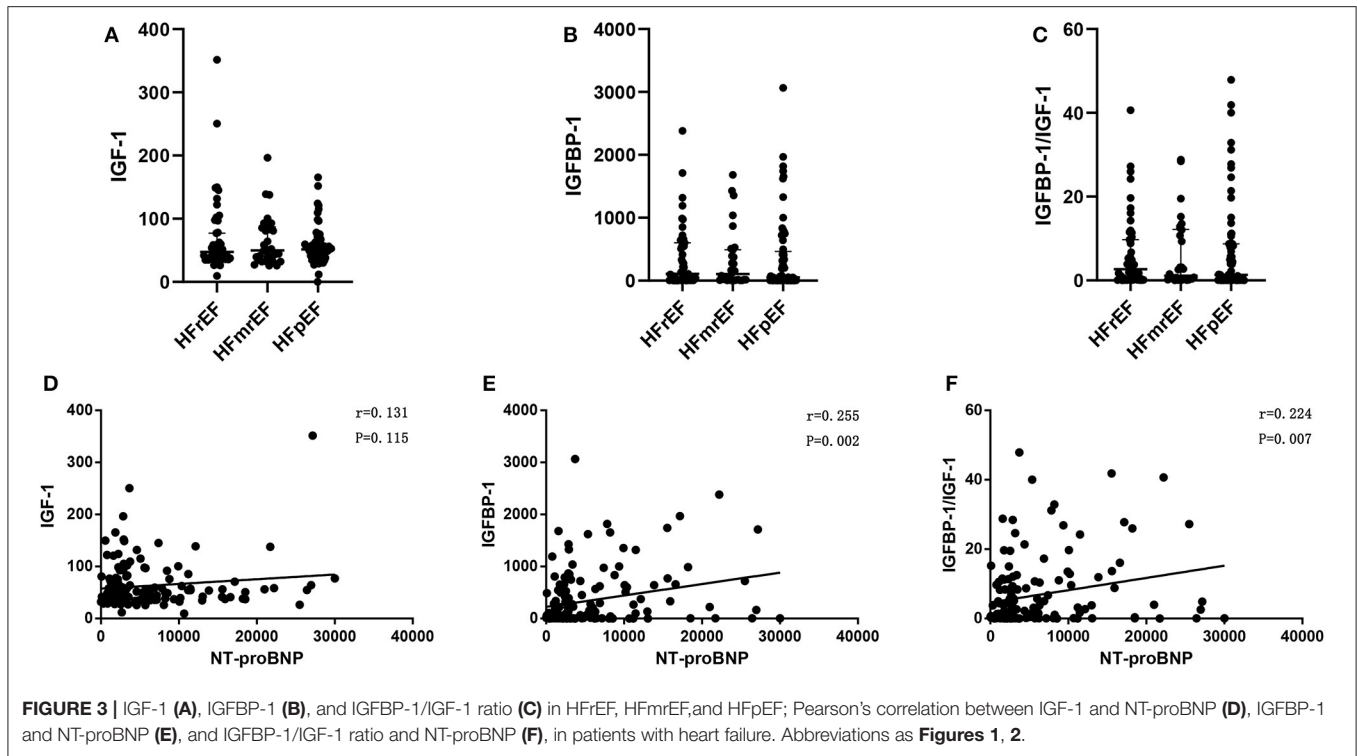 A
B
C
400
300
200
100
0
IGF-1
HFrEF
HFmrEF
HFpEF
4000
3000
2000
1000
0
IGFBP-1
HFrEF
HFmrEF
HFpEF
60
40
20
0
IGFBP-1/IGF-1
HFrEF
HFmrEF
HFpEF
D
E
F
400
300
200
100
0
IGF-1
r=0.131
P=0.115
0 10000 20000 30000 40000
NT-proBNP
4000
3000
2000
1000
0
IGFBP-1
r=0.255
P=0.002
0 10000 20000 30000 40000
NT-proBNP
60
40
20
0
IGFBP-1/IGF-1
r=0.224
P=0.007
0 10000 20000 30000 40000
NT-proBNP
FIGURE 3 | IGF-1 (A), IGFBP-1 (B), and IGFBP-1/IGF-1 ratio (C) in HFrEF, HFmrEF,and HFpEF; Pearson's correlation between IGF-1 and NT-proBNP (D), IGFBP-1
and NT-proBNP (E), and IGFBP-1/IGF-1 ratio and NT-proBNP (F), in patients with heart failure. Abbreviations as Figures 1, 2.